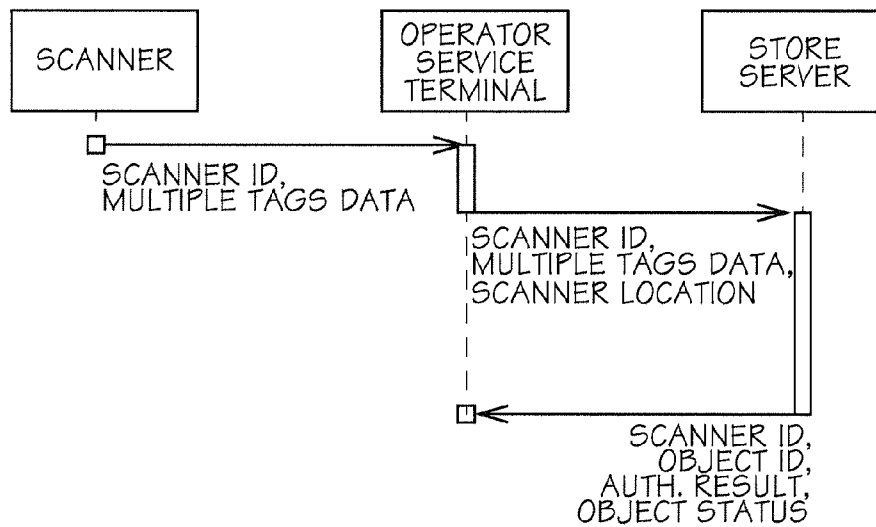 SCANNER
OPERATOR
SERVICE
TERMINAL
STORE
SERVER
SCANNER ID,
MULTIPLE TAGS DATA
SCANNER ID,
MULTIPLE TAGS DATA,
SCANNER LOCATION
SCANNER ID,
OBJECT ID,
AUTH. RESULT,
OBJECT STATUS